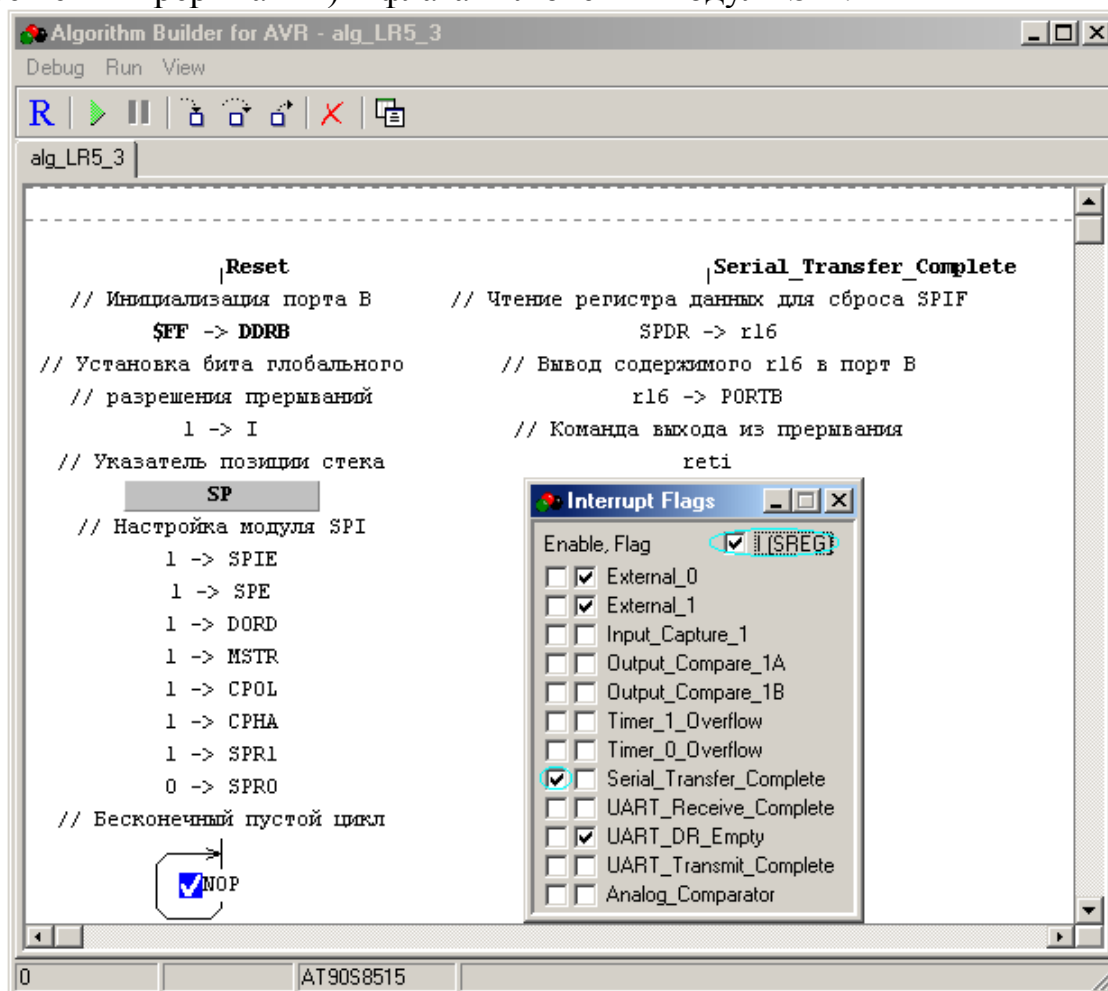 Algorithm Builder for AVR - alg_LR5_3
Debug Run View
R
alg_LR5_3
Reset
// Инициализация порта B
$FF -> DDRB
// Установка бита глобального
// разрешения прерываний
1 -> I
// Указатель позиции стека
SP
// Настройка модуля SPI
1 -> SPIE
1 -> SPE
1 -> DORD
1 -> MSTR
1 -> CPOL
1 -> CPHA
1 -> SPR1
0 -> SPR0
// Бесконечный пустой цикл
NOP
Serial_Transfer_Complete
// Чтение регистра данных для сброса SPIF
SPDR -> r16
// Вывод содержимого r16 в порт B
r16 -> PORTB
// Команда выхода из прерывания
reti
Interrupt Flags
Enable, Flag I (SREG)
External_0
External_1
Input_Capture_1
Output_Compare_1A
Output_Compare_1B
Timer_1_Overflow
Timer_0_Overflow
Serial_Transfer_Complete
UART_Receive_Complete
UART_DR_Empty
UART_Transmit_Complete
Analog_Comparator
0 AT90S8515